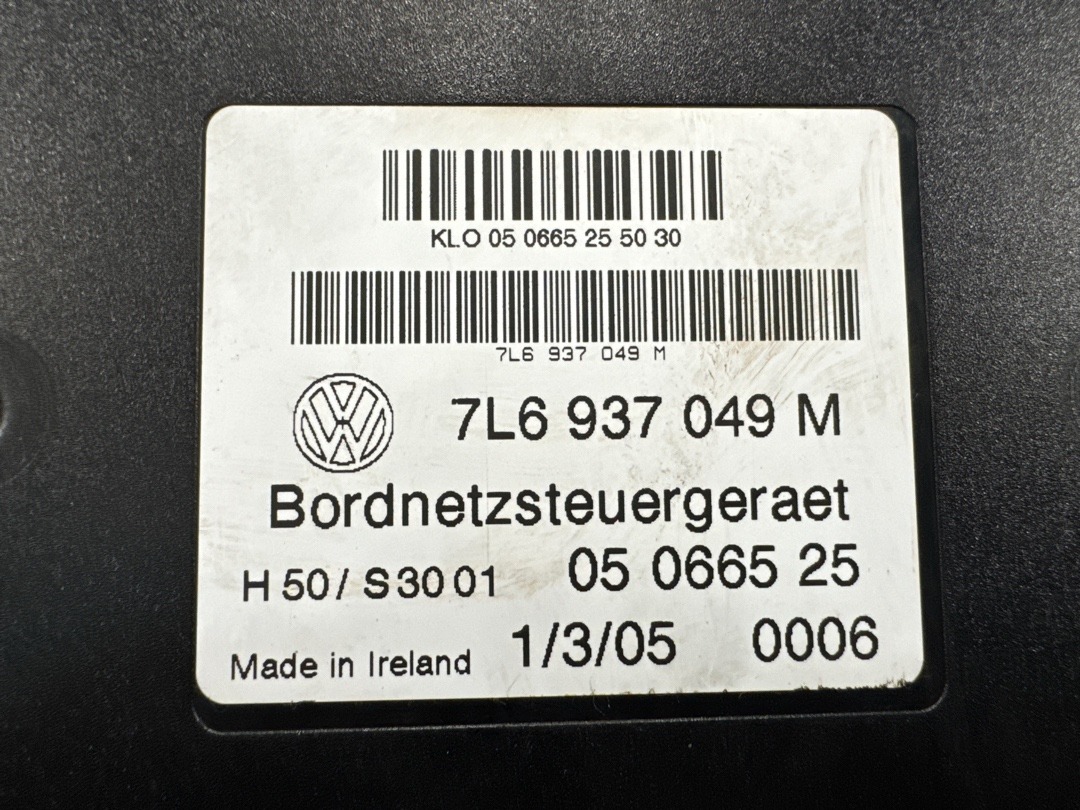 KLO 05 0665 25 50 30
7L6 937 049 M
7L6 937 049 M
Bordnetzsteuergeraet
H 50/ S 30 01 05 0665 25
Made in Ireland 1/3/05 0006